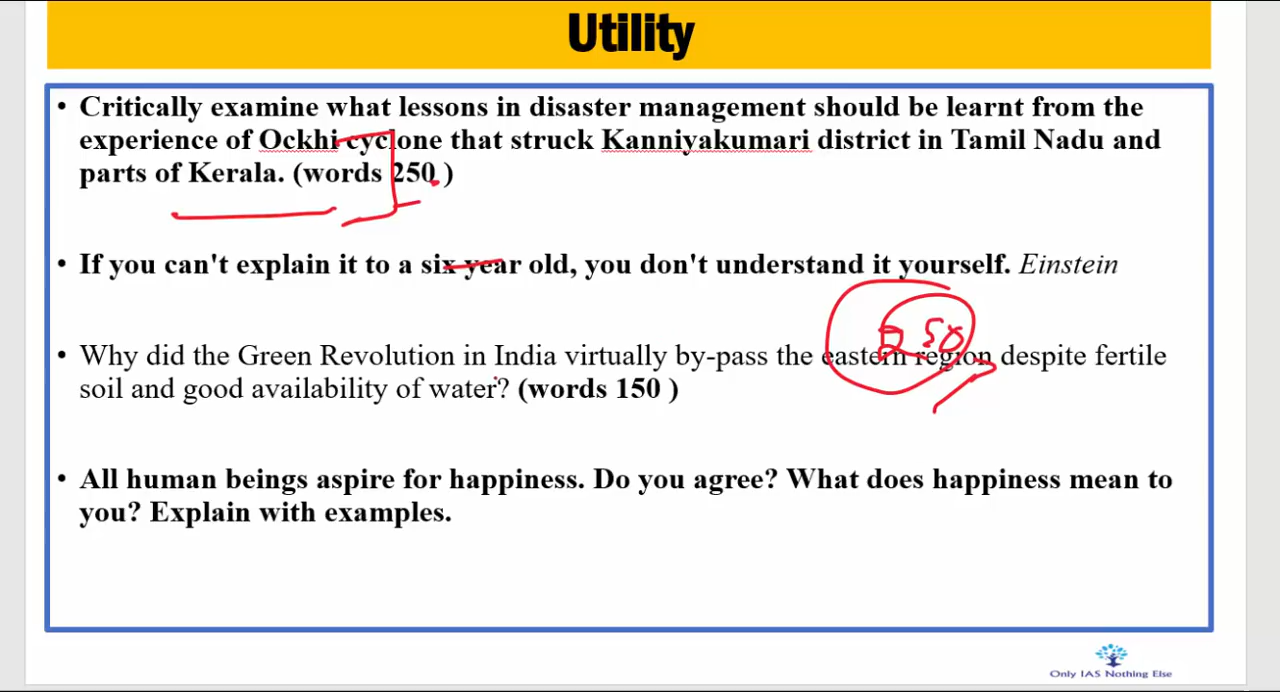 Utility
• Critically examine what lessons in disaster management should be learnt from the
experience of Ockhi cyclone that struck Kanniyakumari district in Tamil Nadu and
parts of Kerala. (words 250 )
• If you can't explain it to a six year old, you don't understand it yourself. Einstein
250
• Why did the Green Revolution in India virtually by-pass the eastern region despite fertile
soil and good availability of water? (words 150 )
• All human beings aspire for happiness. Do you agree? What does happiness mean to
you? Explain with examples.
Only IAS Nothing Else